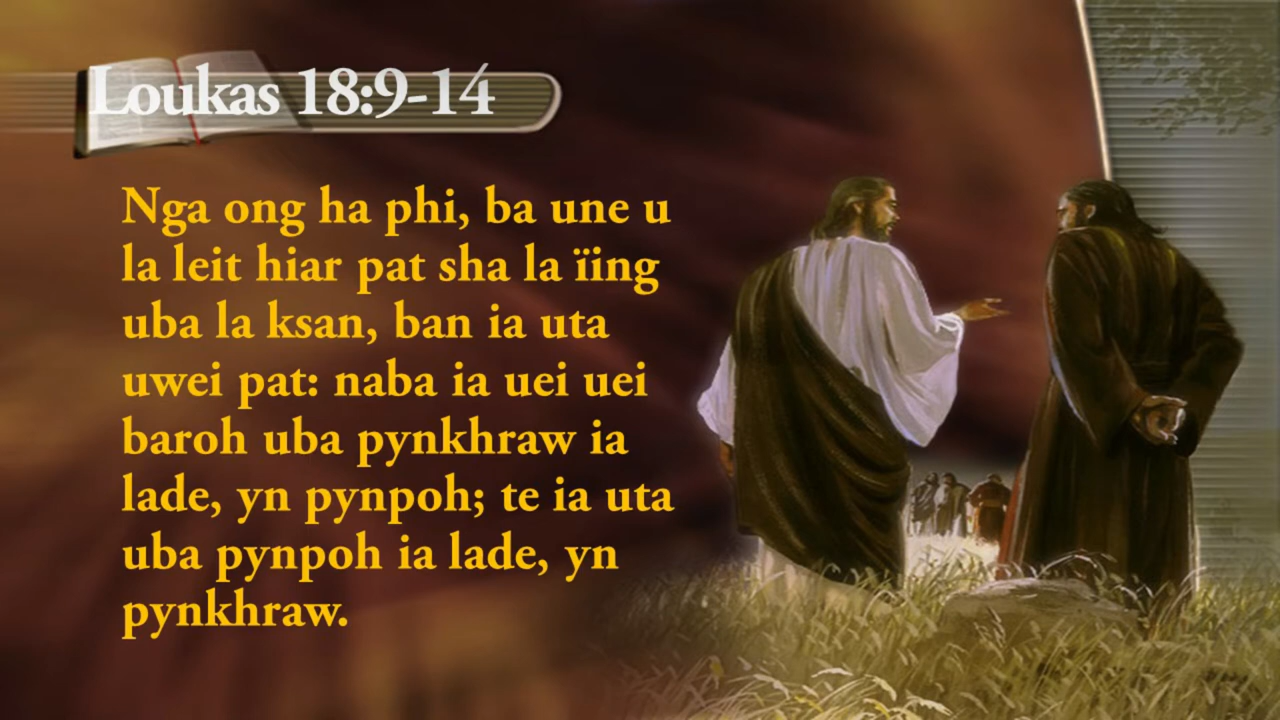 Loukas 18:9-14
Nga ong ha phi, ba une u
la leit hiar pat sha la ïing
uba la ksan, ban ia uta
uwei pat: naba ia uei uei
baroh uba pynkhraw ia
lade, yn pynpoh; te ia uta
uba pynpoh ia lade, yn
pynkhraw.